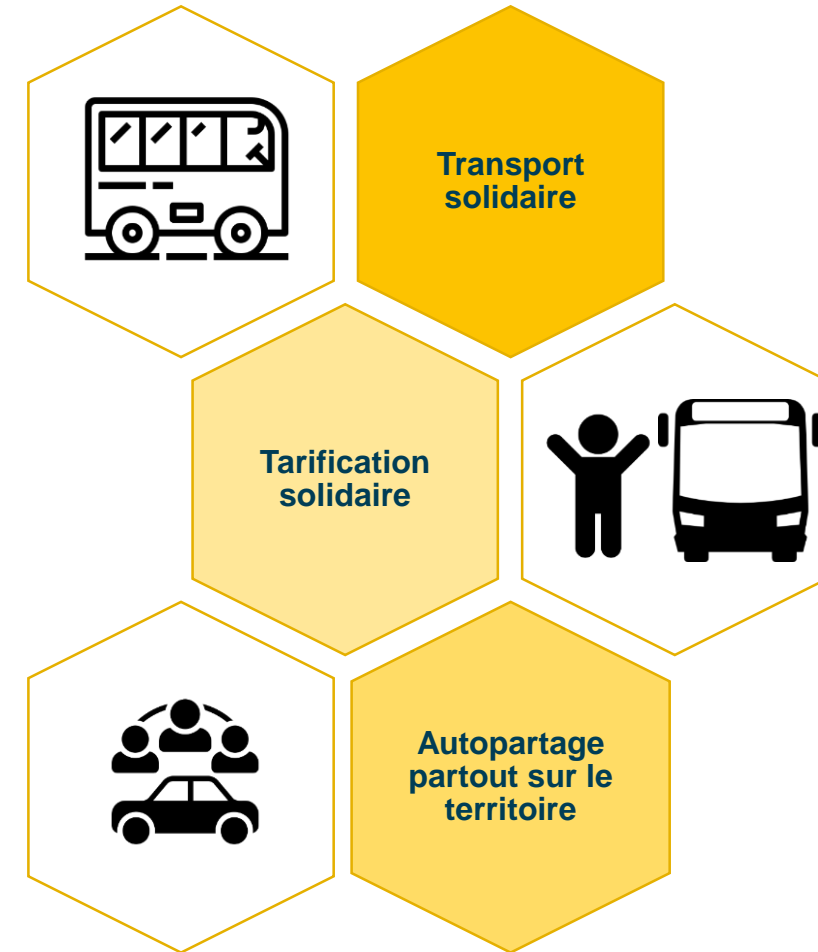 Transport
solidaire
Tarification
solidaire
Autopartage
partout sur le
territoire